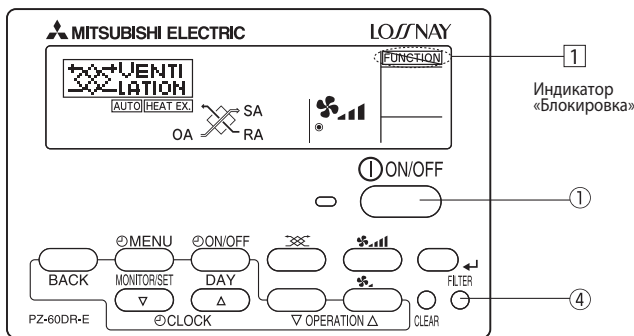 MITSUBISHI ELECTRIC
LOSSNAY
FUNCTION
1
Индикатор
«Блокировка»
VENTI
LATION
AUTO HEAT EX.
SA
OA
RA
ON/OFF
1
MENU
ON/OFF
BACK
MONITOR/SET
DAY
FILTER
4
PZ-60DR-E
CLOCK
OPERATION
CLEAR